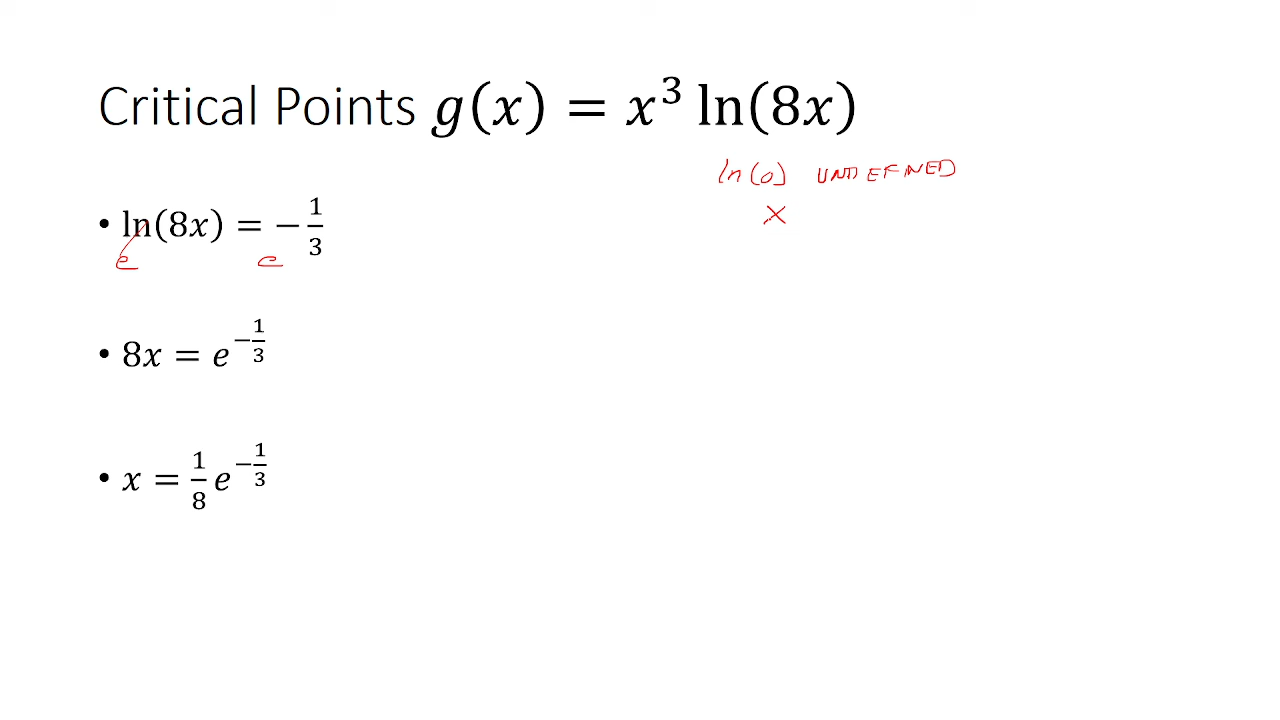 Critical Points g(x) = x³ ln(8x)
ln(0) UNDEFINED
x
• ln(8x) = −1/3
e e
• 8x = e^(−1/3)
• x = 1/8 e^(−1/3)